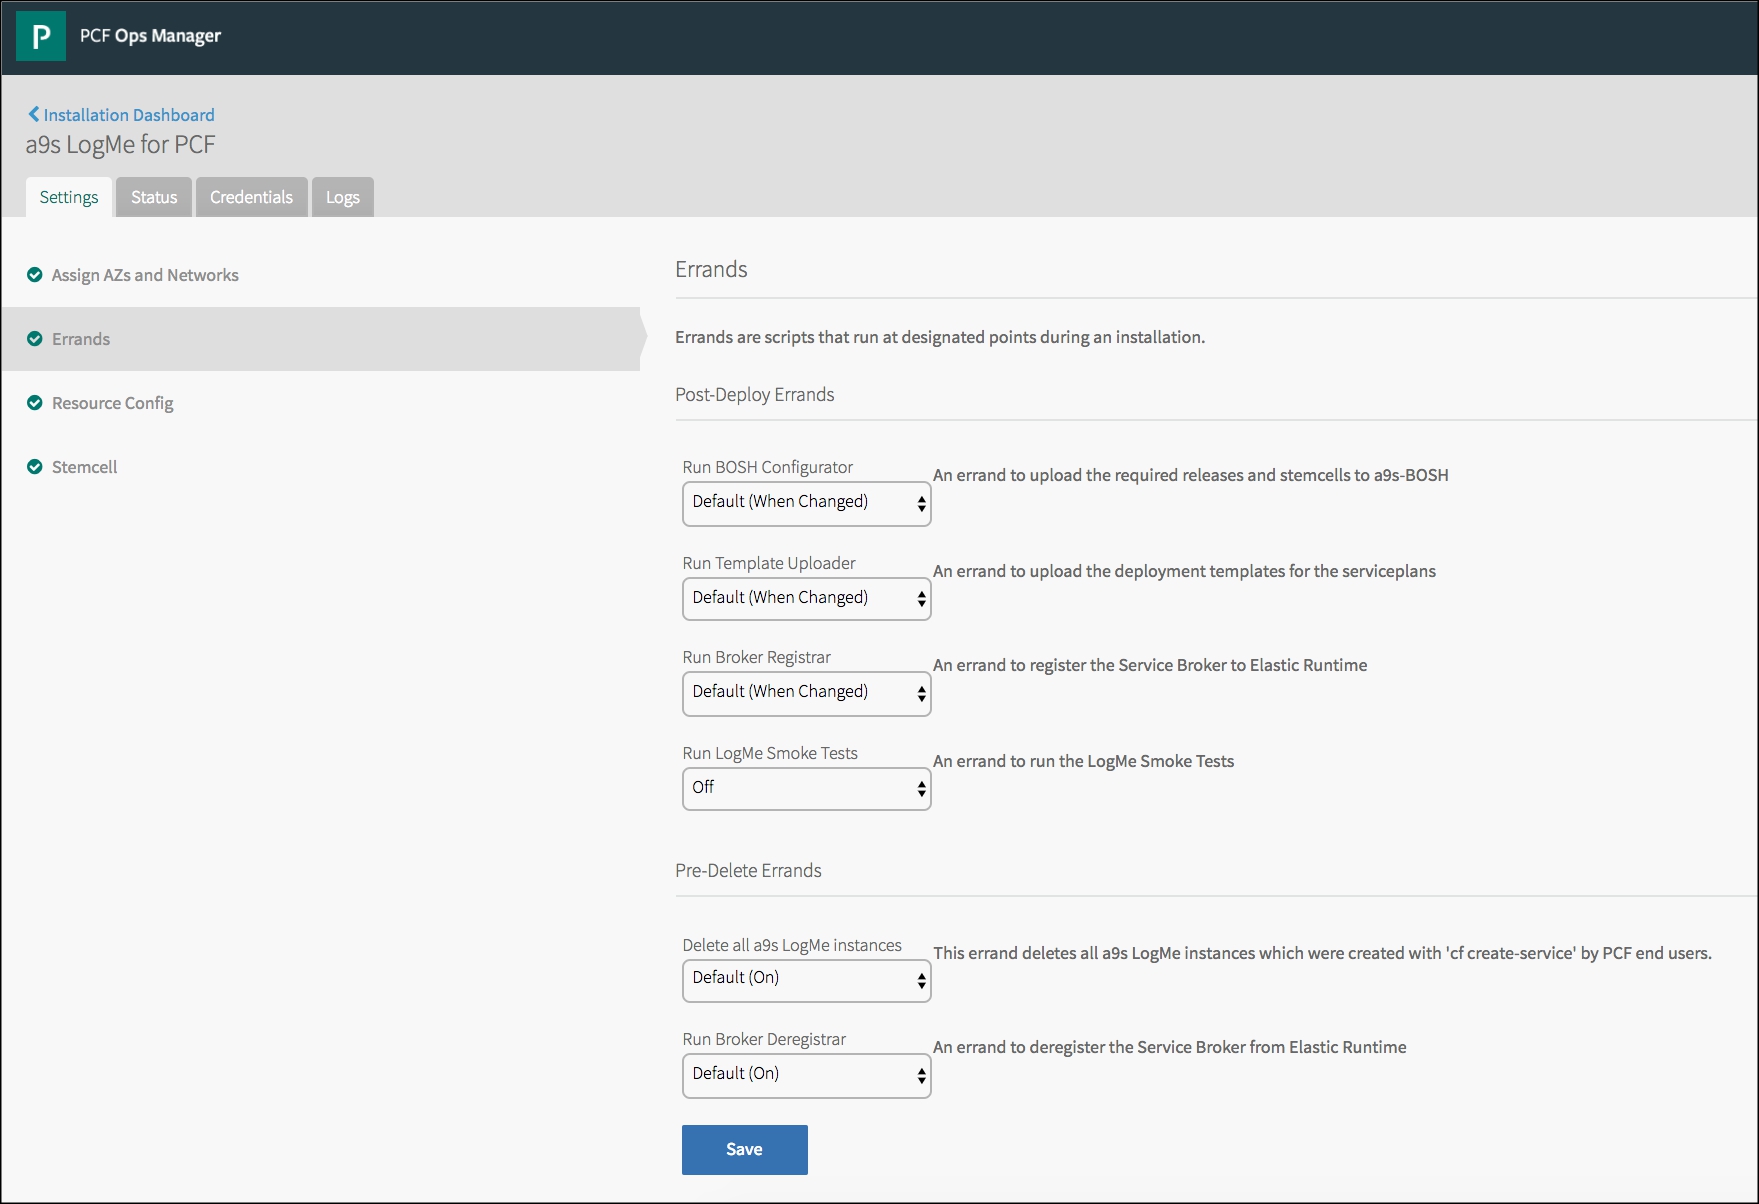 P
PCF Ops Manager
Installation Dashboard
a9s LogMe for PCF
Settings
Status
Credentials
Logs
Assign AZs and Networks
Errands
Resource Config
Stemcell
Errands
Errands are scripts that run at designated points during an installation.
Post-Deploy Errands
Run BOSH Configurator
Default (When Changed)
An errand to upload the required releases and stemcells to a9s-BOSH
Run Template Uploader
Default (When Changed)
An errand to upload the deployment templates for the serviceplans
Run Broker Registrar
Default (When Changed)
An errand to register the Service Broker to Elastic Runtime
Run LogMe Smoke Tests
Off
An errand to run the LogMe Smoke Tests
Pre-Delete Errands
Delete all a9s LogMe instances
Default (On)
This errand deletes all a9s LogMe instances which were created with 'cf create-service' by PCF end users.
Run Broker Deregistrar
Default (On)
An errand to deregister the Service Broker from Elastic Runtime
Save